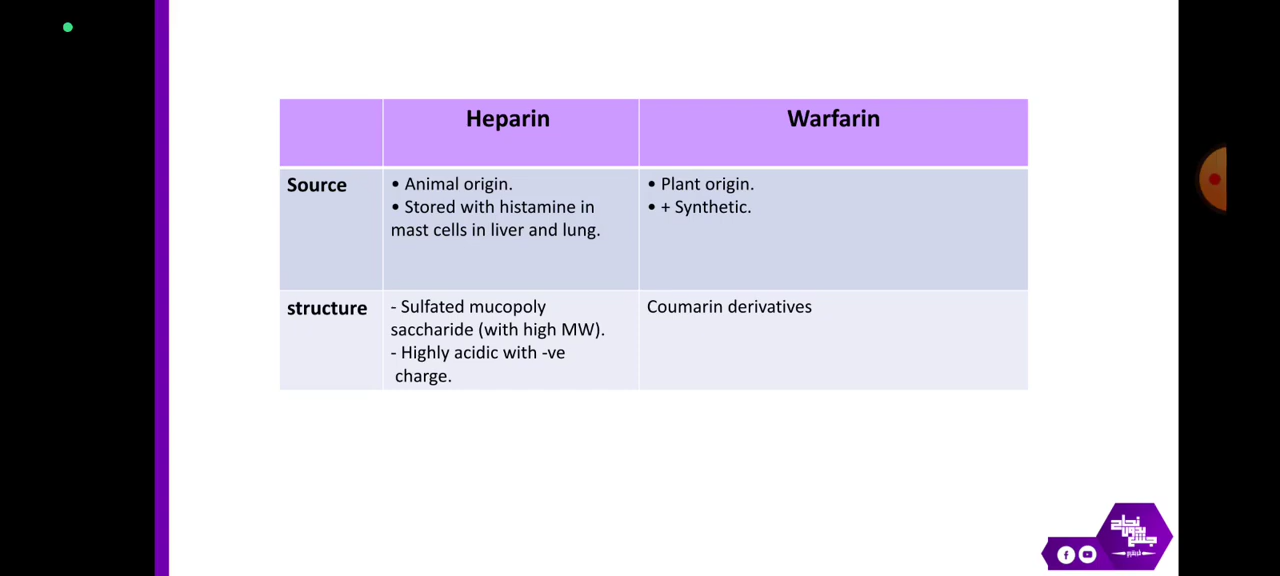 Heparin
Warfarin
Source
• Animal origin.
• Stored with histamine in
mast cells in liver and lung.
• Plant origin.
• + Synthetic.
structure
- Sulfated mucopoly
saccharide (with high MW).
- Highly acidic with -ve
charge.
Coumarin derivatives